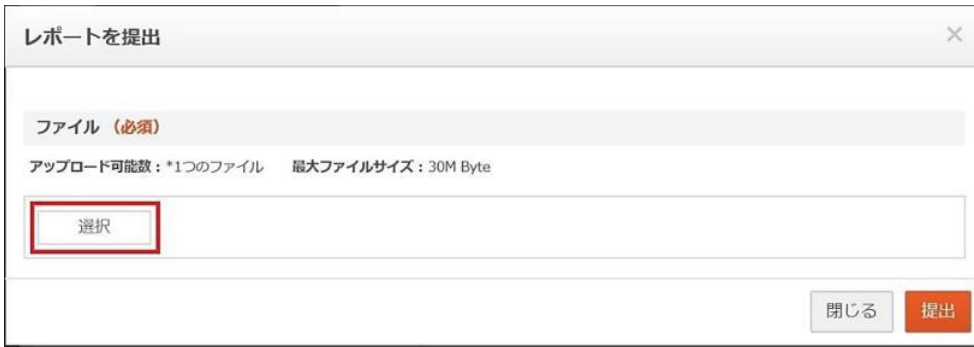 レポートを提出
ファイル（必須）
アップロード可能数：*1つのファイル　最大ファイルサイズ：30M Byte
選択
閉じる　提出